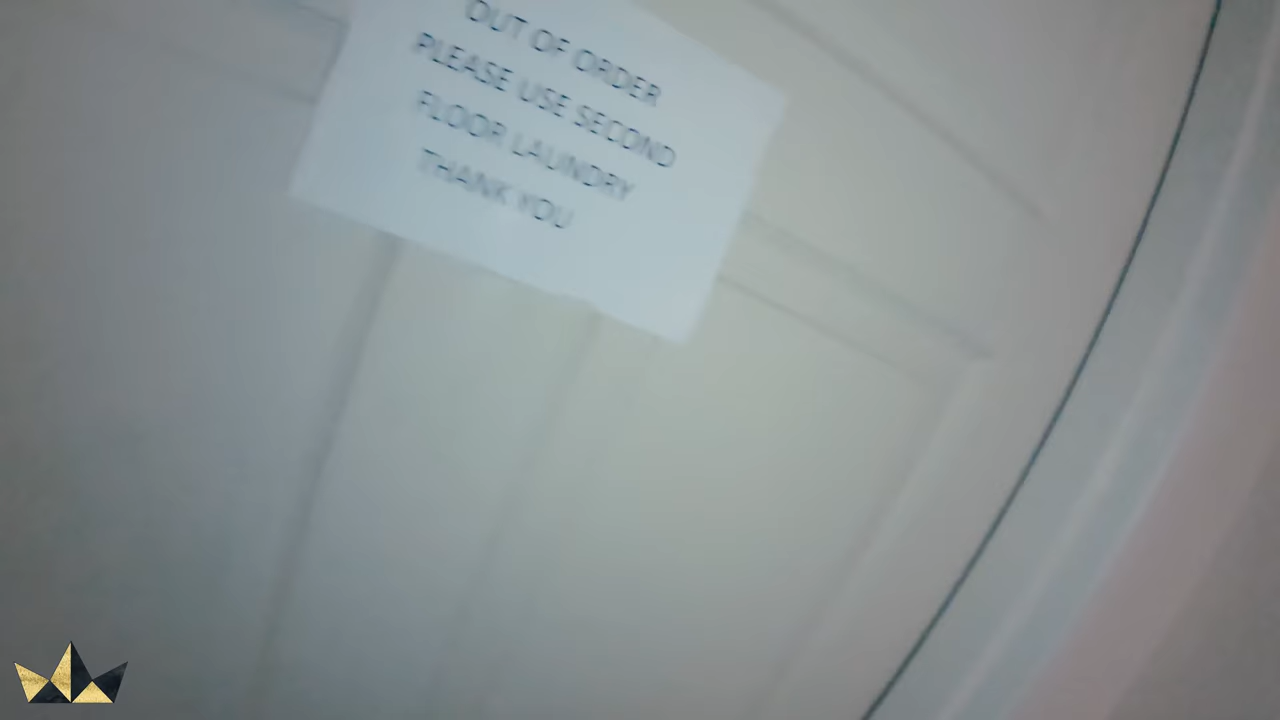 OUT OF ORDER
PLEASE USE SECOND
FLOOR LAUNDRY
THANK YOU